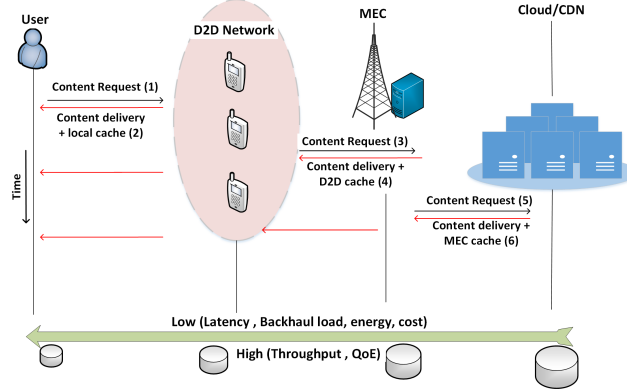 User
D2D Network
MEC
Cloud/CDN
Content Request (1)
Content delivery
+ local cache (2)
Content Request (3)
Content delivery +
D2D cache (4)
Time
Content Request (5)
Content delivery +
MEC cache (6)
Low (Latency , Backhaul load, energy, cost)
High (Throughput , QoE)